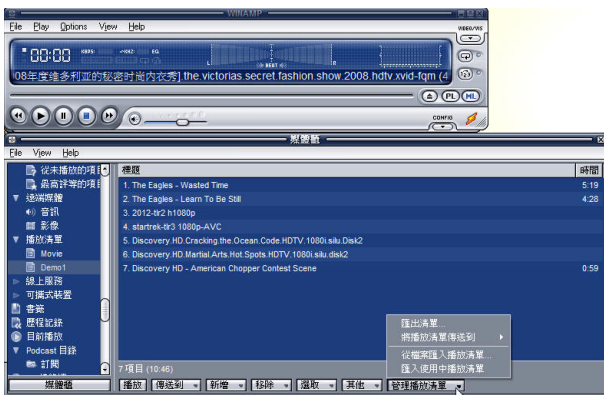 WINAMP
File Play Options View Help
VIDEO/VIS
00:00 KBPS: KHZ: EQ
BEAT
08年度維多利亚的秘密时尚内衣秀].the.victorias.secret.fashion.show.2008.hdtv.xvid-fqm (4
PL ML
CONFIG
媒體櫃
File View Help
從未播放的項目
最高評等的項目
遠端媒體
音訊
影像
播放清單
Movie
Demo1
線上服務
可攜式裝置
書籤
歷程記錄
目前播放
Podcast 目錄
訂閱
標題 時間
1. The Eagles - Wasted Time 5:19
2. The Eagles - Learn To Be Still 4:28
3. 2012-tlr2 h1080p
4. startrek-tlr3 1080p-AVC
5. Discovery.HD.Cracking.the.Ocean.Code.HDTV.1080i.silu.Disk2
6. Discovery.HD.Martial.Arts.Hot.Spots.HDTV.1080i.silu.disk2
7. Discovery HD - American Chopper Contest Scene 0:59
匯出清單...
將播放清單傳送到
從檔案匯入播放清單...
匯入使用中播放清單
7 項目 (10:46)
媒體櫃 播放 傳送到 新增 移除 選取 其他 管理播放清單